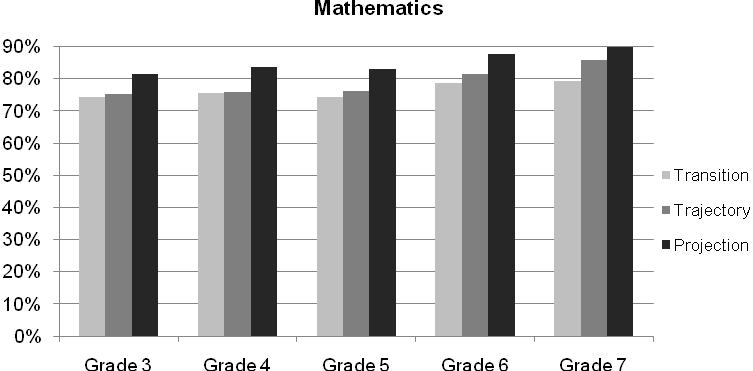 Mathematics
90%
80%
70%
60%
50%
40%
30%
20%
10%
0%
Grade 3 Grade 4 Grade 5 Grade 6 Grade 7
Transition
Trajectory
Projection